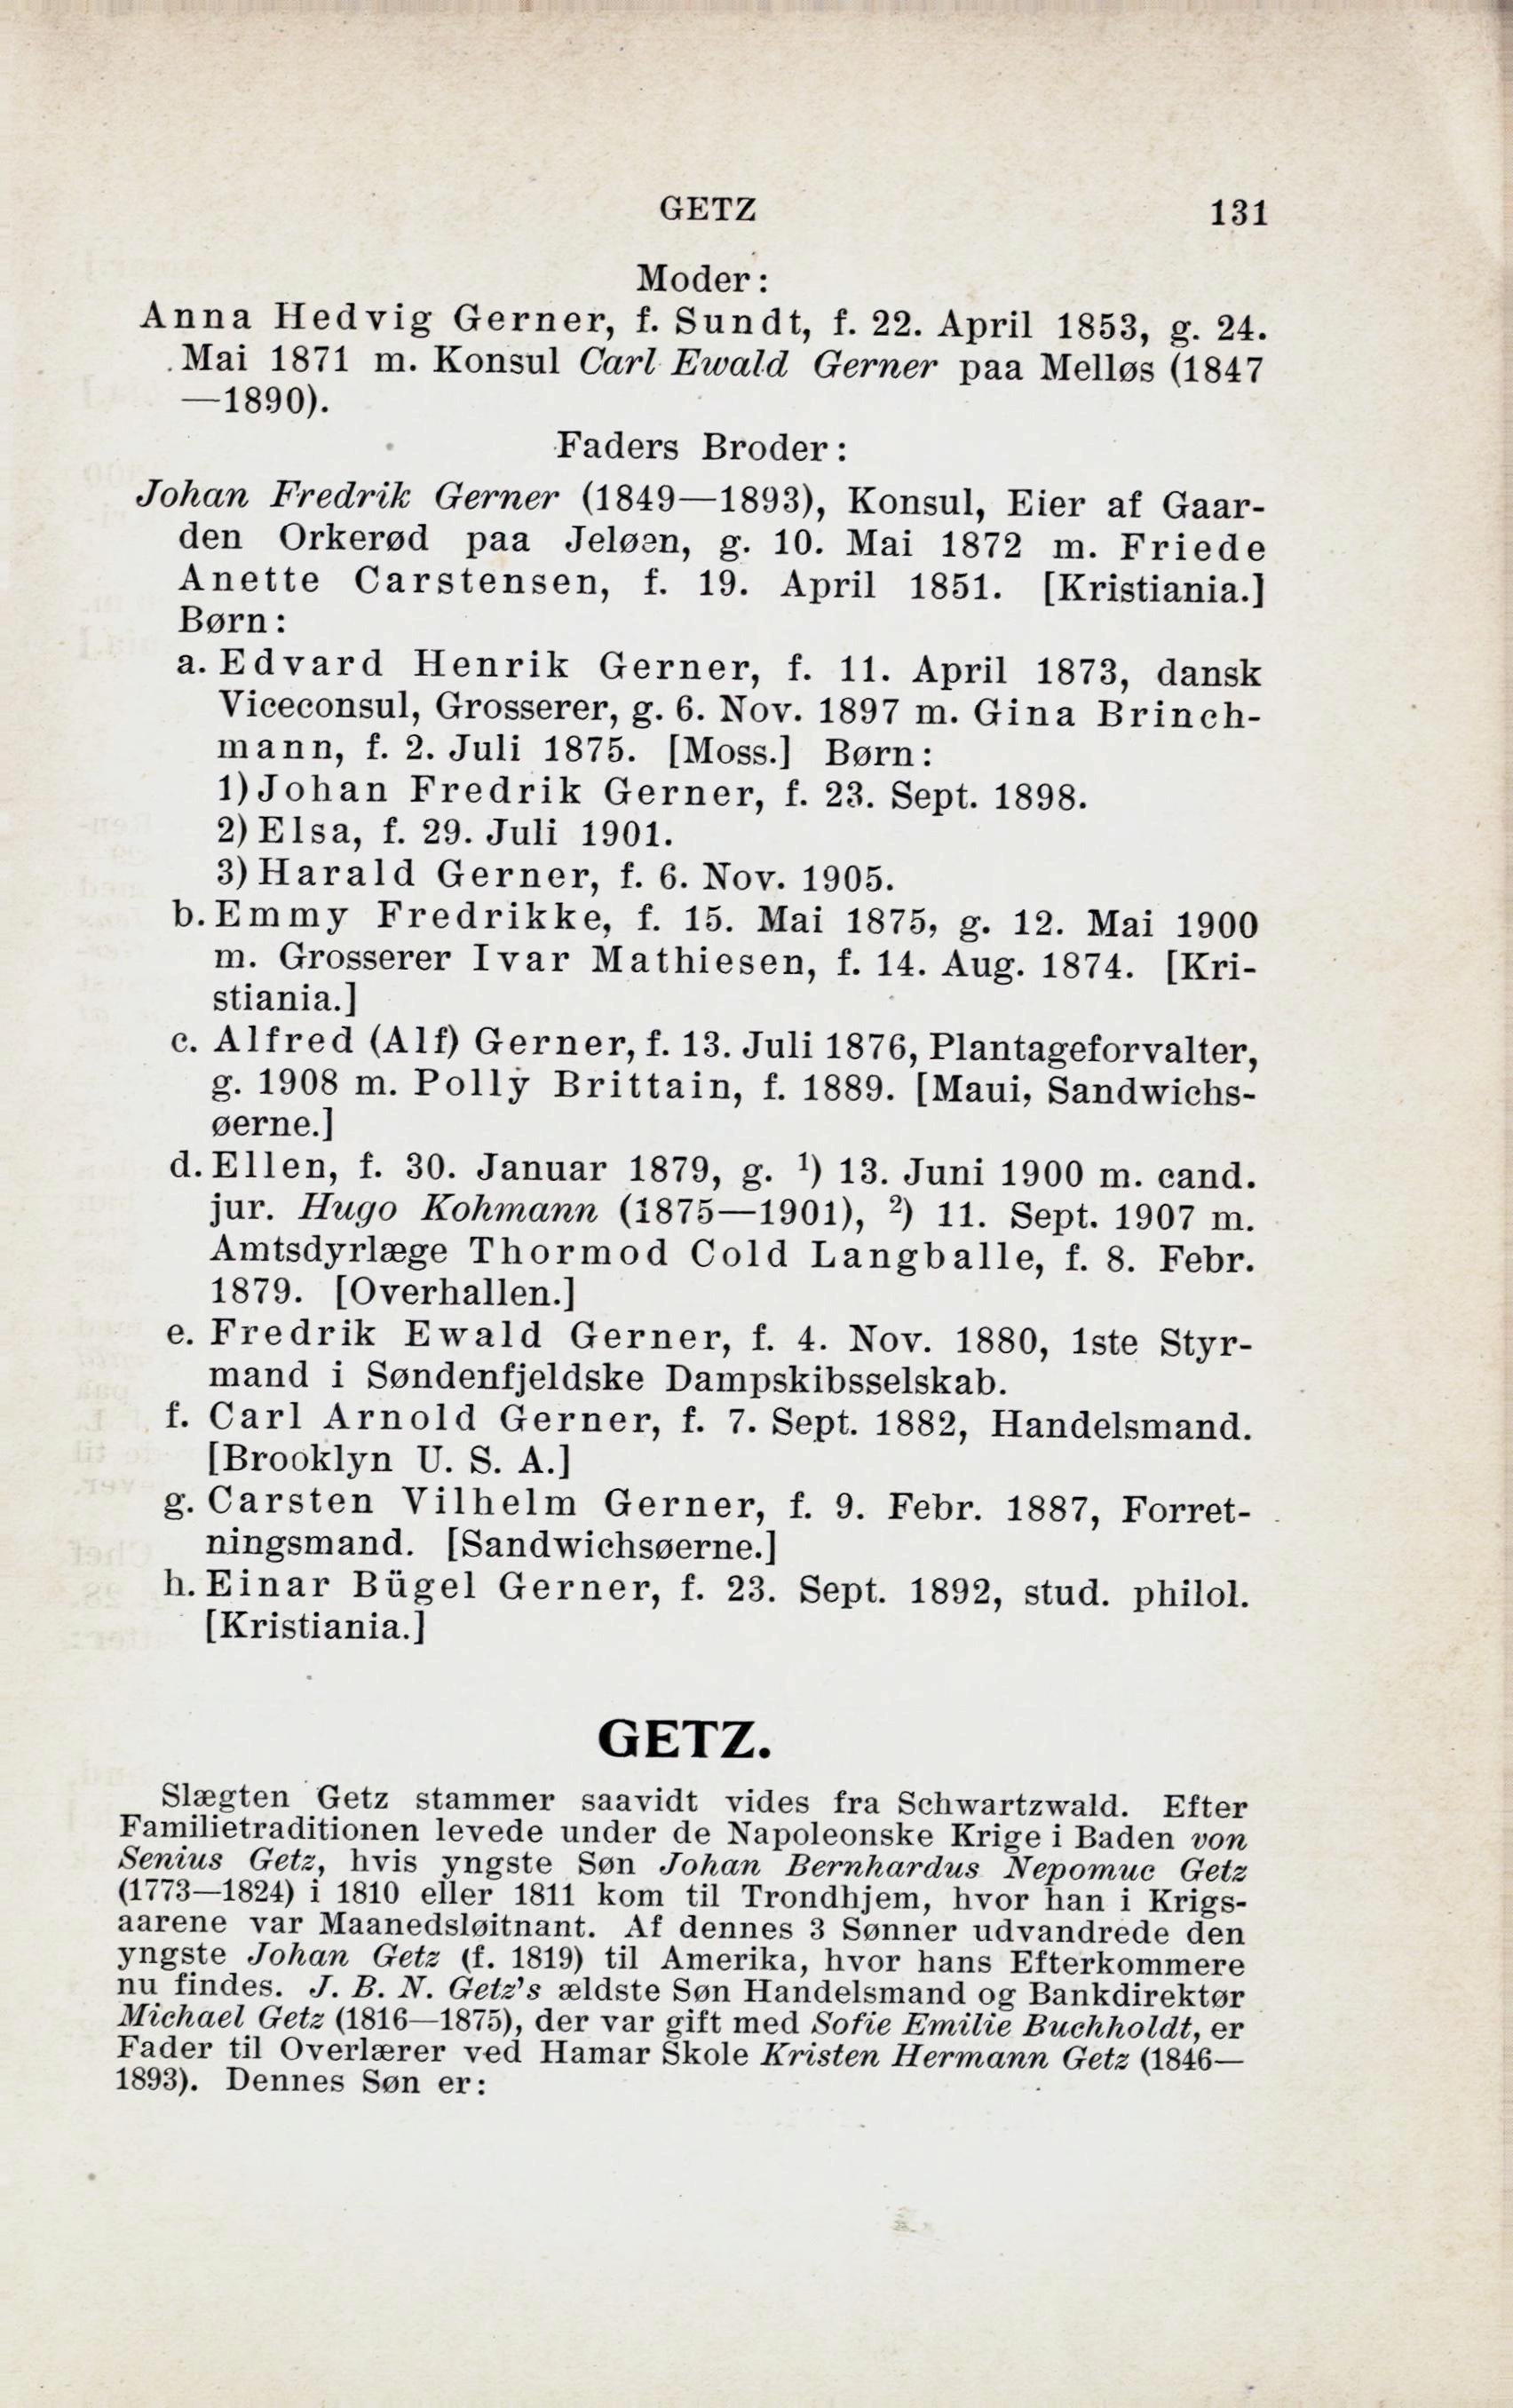 GETZ 131
Moder:
Anna Hedvig Gerner, f. Sundt, f. 22. April 1853, g. 24.
Mai 1871 m. Konsul Carl Ewald Gerner paa Melløs (1847
—1890).
Faders Broder:
Johan Fredrik Gerner (1849—1893), Konsul, Eier af Gaar-
den Orkerød paa Jeløen, g. 10. Mai 1872 m. Friede
Anette Carstensen, f. 19. April 1851. [Kristiania.]
Børn:
a. Edvard Henrik Gerner, f. 11. April 1873, dansk
Viceconsul, Grosserer, g. 6. Nov. 1897 m. Gina Brinch-
mann, f. 2. Juli 1875. [Moss.] Børn:
1) Johan Fredrik Gerner, f. 23. Sept. 1898.
2) Elsa, f. 29. Juli 1901.
3) Harald Gerner, f. 6. Nov. 1905.
b. Emmy Fredrikke, f. 15. Mai 1875, g. 12. Mai 1900
m. Grosserer Ivar Mathiesen, f. 14. Aug. 1874. [Kri-
stiania.]
c. Alfred (Alf) Gerner, f. 13. Juli 1876, Plantageforvalter,
g. 1908 m. Polly Brittain, f. 1889. [Maui, Sandwichs-
øerne.]
d. Ellen, f. 30. Januar 1879, g. ¹) 13. Juni 1900 m. cand.
jur. Hugo Kohmann (1875—1901), ²) 11. Sept. 1907 m.
Amtsdyrlæge Thormod Cold Langballe, f. 8. Febr.
1879. [Overhallen.]
e. Fredrik Ewald Gerner, f. 4. Nov. 1880, 1ste Styr-
mand i Søndenfjeldske Dampskibsselskab.
f. Carl Arnold Gerner, f. 7. Sept. 1882, Handelsmand.
[Brooklyn U. S. A.]
g. Carsten Vilhelm Gerner, f. 9. Febr. 1887, Forret-
ningsmand. [Sandwichsøerne.]
h. Einar Bügel Gerner, f. 23. Sept. 1892, stud. philol.
[Kristiania.]
GETZ.
Slægten Getz stammer saavidt vides fra Schwartzwald. Efter
Familietraditionen levede under de Napoleonske Krige i Baden von
Senius Getz, hvis yngste Søn Johan Bernhardus Nepomuc Getz
(1773—1824) i 1810 eller 1811 kom til Trondhjem, hvor han i Krigs-
aarene var Maanedsløitnant. Af dennes 3 Sønner udvandrede den
yngste Johan Getz (f. 1819) til Amerika, hvor hans Efterkommere
nu findes. J. B. N. Getz's ældste Søn Handelsmand og Bankdirektør
Michael Getz (1816—1875), der var gift med Sofie Emilie Buchholdt, er
Fader til Overlærer ved Hamar Skole Kristen Hermann Getz (1846—
1893). Dennes Søn er: